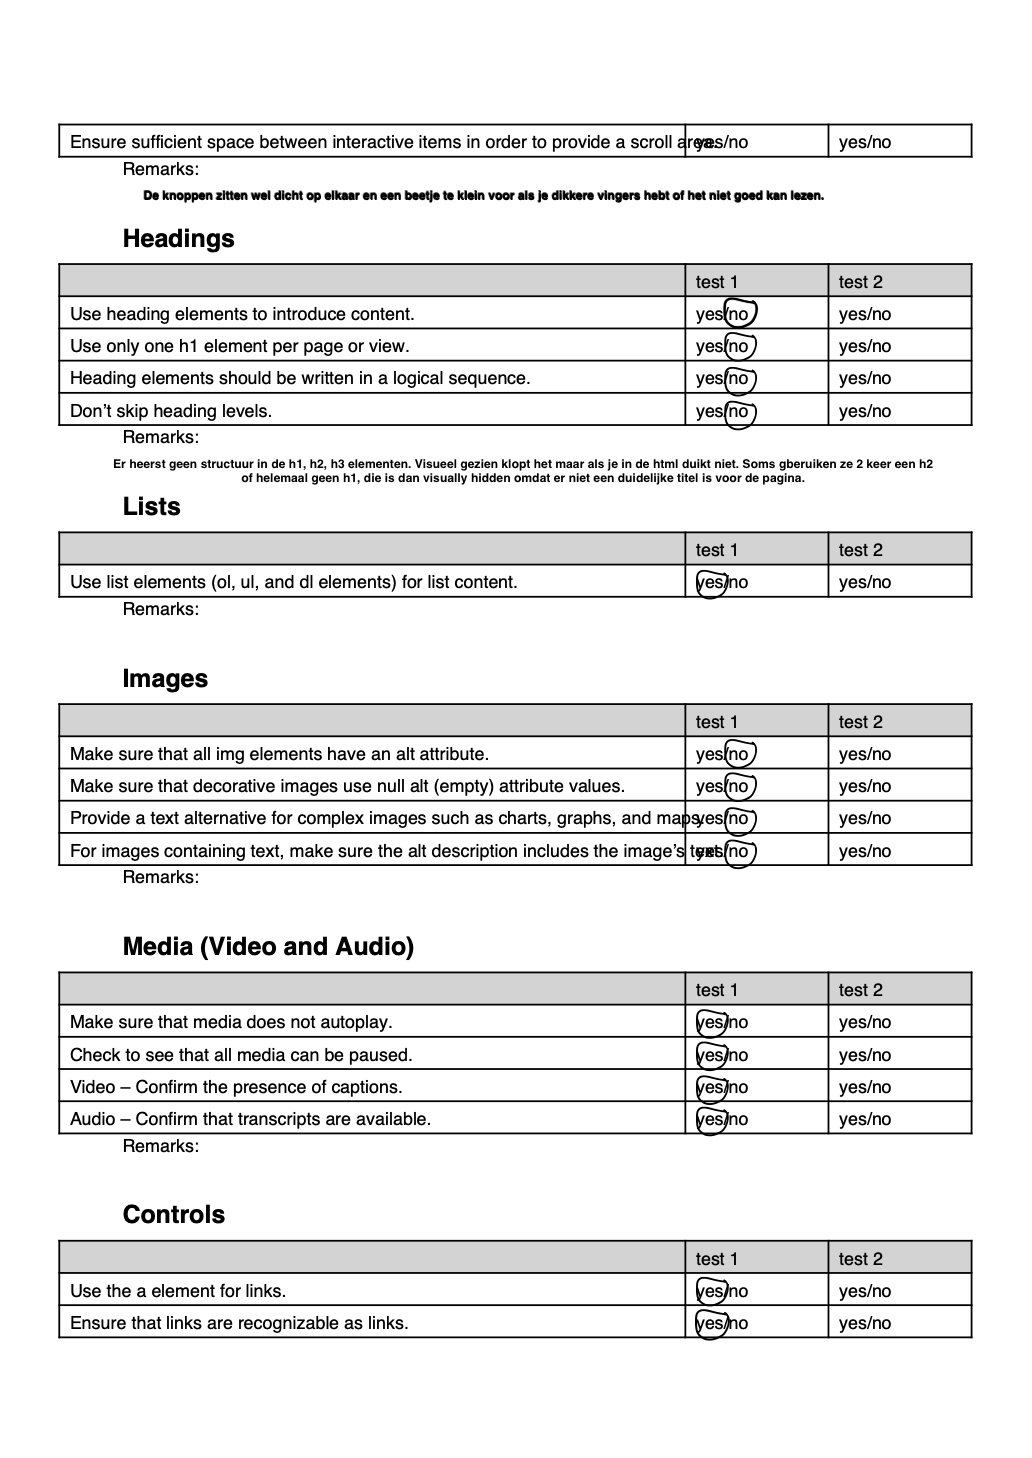 Ensure sufficient space between interactive items in order to provide a scroll area. yes/no yes/no
Remarks:
De knoppen zitten wel dicht op elkaar en een beetje te klein voor als je dikkere vingers hebt of het niet goed kan lezen.
Headings
test 1 test 2
Use heading elements to introduce content. yes/no yes/no
Use only one h1 element per page or view. yes/no yes/no
Heading elements should be written in a logical sequence. yes/no yes/no
Don’t skip heading levels. yes/no yes/no
Remarks:
Er heerst geen structuur in de h1, h2, h3 elementen. Visueel gezien klopt het maar als je in de html duikt niet. Soms gberuiken ze 2 keer een h2
of helemaal geen h1, die is dan visually hidden omdat er niet een duidelijke titel is voor de pagina.
Lists
test 1 test 2
Use list elements (ol, ul, and dl elements) for list content. yes/no yes/no
Remarks:
Images
test 1 test 2
Make sure that all img elements have an alt attribute. yes/no yes/no
Make sure that decorative images use null alt (empty) attribute values. yes/no yes/no
Provide a text alternative for complex images such as charts, graphs, and maps. yes/no yes/no
For images containing text, make sure the alt description includes the image’s text. yes/no yes/no
Remarks:
Media (Video and Audio)
test 1 test 2
Make sure that media does not autoplay. yes/no yes/no
Check to see that all media can be paused. yes/no yes/no
Video – Confirm the presence of captions. yes/no yes/no
Audio – Confirm that transcripts are available. yes/no yes/no
Remarks:
Controls
test 1 test 2
Use the a element for links. yes/no yes/no
Ensure that links are recognizable as links. yes/no yes/no